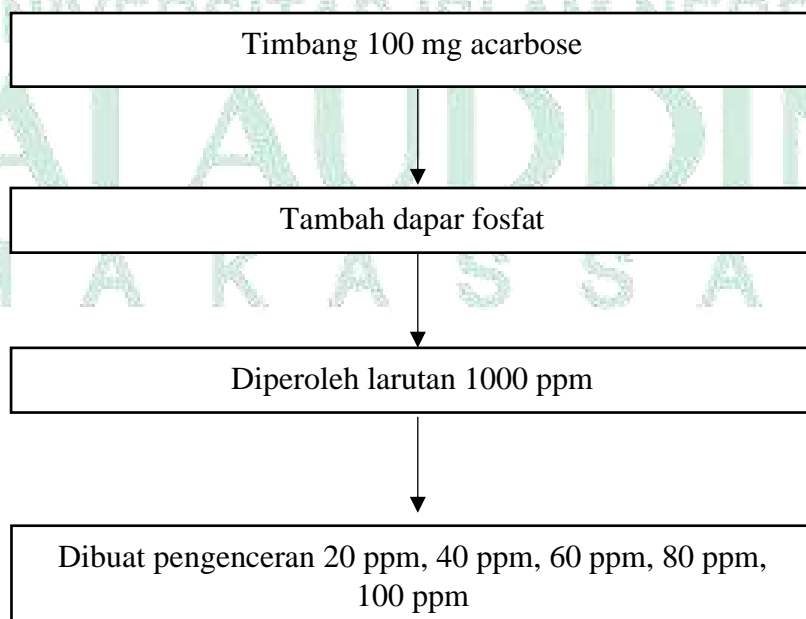 ALAUDDIN
Timbang 100 mg acarbose
Tambah dapar fosfat
M A K A S S A
Diperoleh larutan 1000 ppm
Dibuat pengenceran 20 ppm, 40 ppm, 60 ppm, 80 ppm,
100 ppm